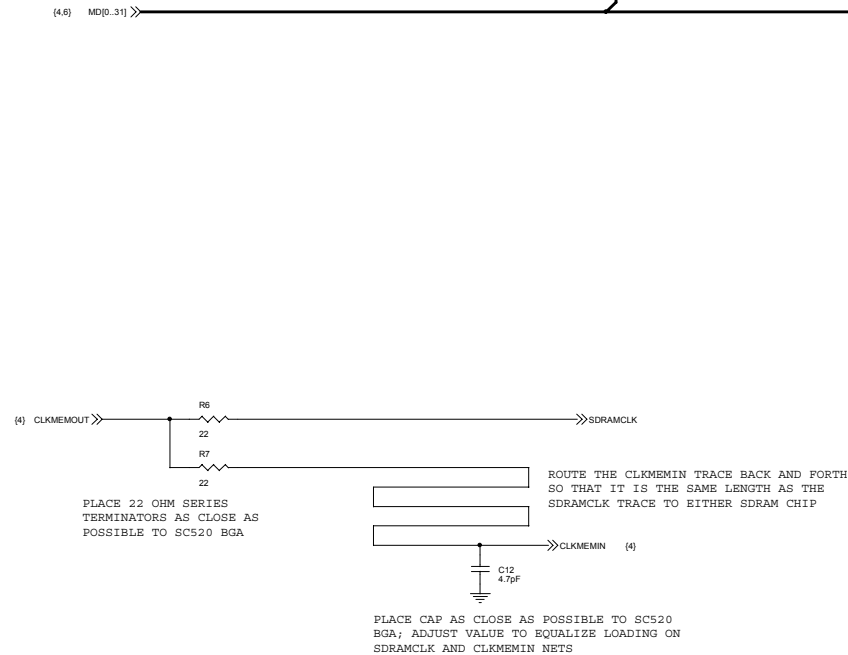 {4,6} MD[0..31]
R6
{4} CLKMEMOUT
SDRAMCLK
22
R7
22
ROUTE THE CLKMEMIN TRACE BACK AND FORTH
SO THAT IT IS THE SAME LENGTH AS THE
SDRAMCLK TRACE TO EITHER SDRAM CHIP
PLACE 22 OHM SERIES
TERMINATORS AS CLOSE AS
POSSIBLE TO SC520 BGA
CLKMEMIN {4}
C12
4.7pF
PLACE CAP AS CLOSE AS POSSIBLE TO SC520
BGA; ADJUST VALUE TO EQUALIZE LOADING ON
SDRAMCLK AND CLKMEMIN NETS